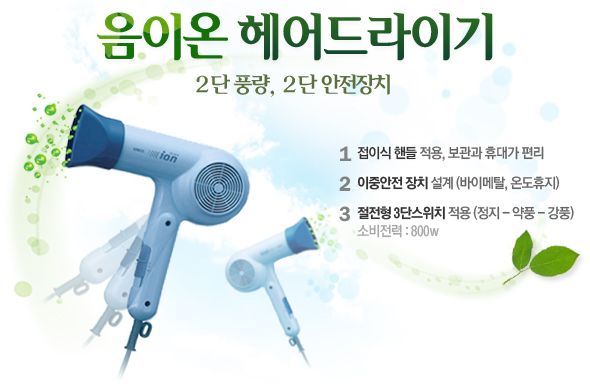 음이온 헤어드라이기
2단 풍량, 2단 안전장치
1 접이식 핸들 적용, 보관과 휴대가 편리
2 이중안전 장치 설계 (바이메탈, 온도휴지)
3 절전형 3단스위치 적용 (정지 - 약풍 - 강풍)
소비전력 : 800w
ion